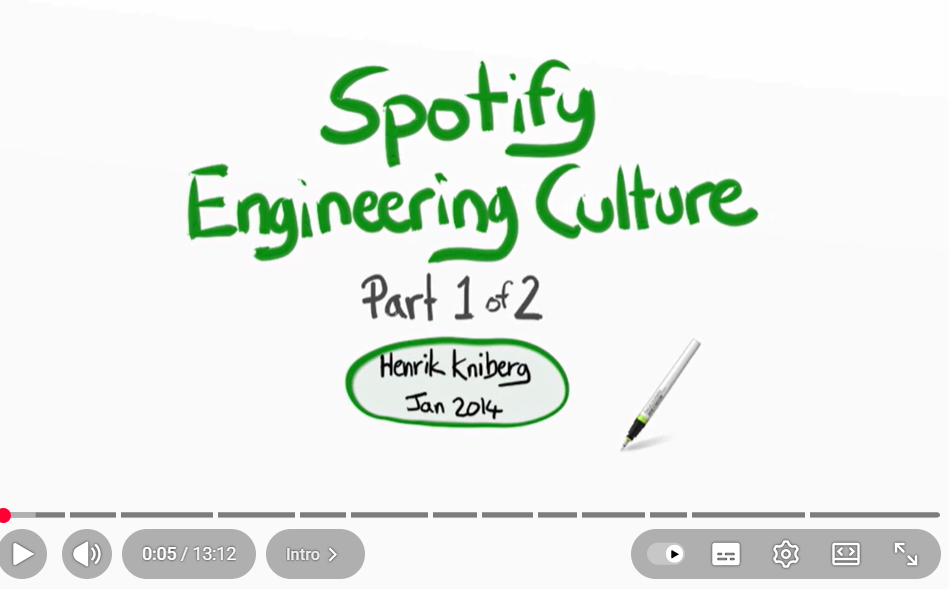 Spotify
Engineering Culture
Part 1 of 2
Henrik Kniberg
Jan 2014
0:05 / 13:12
Intro